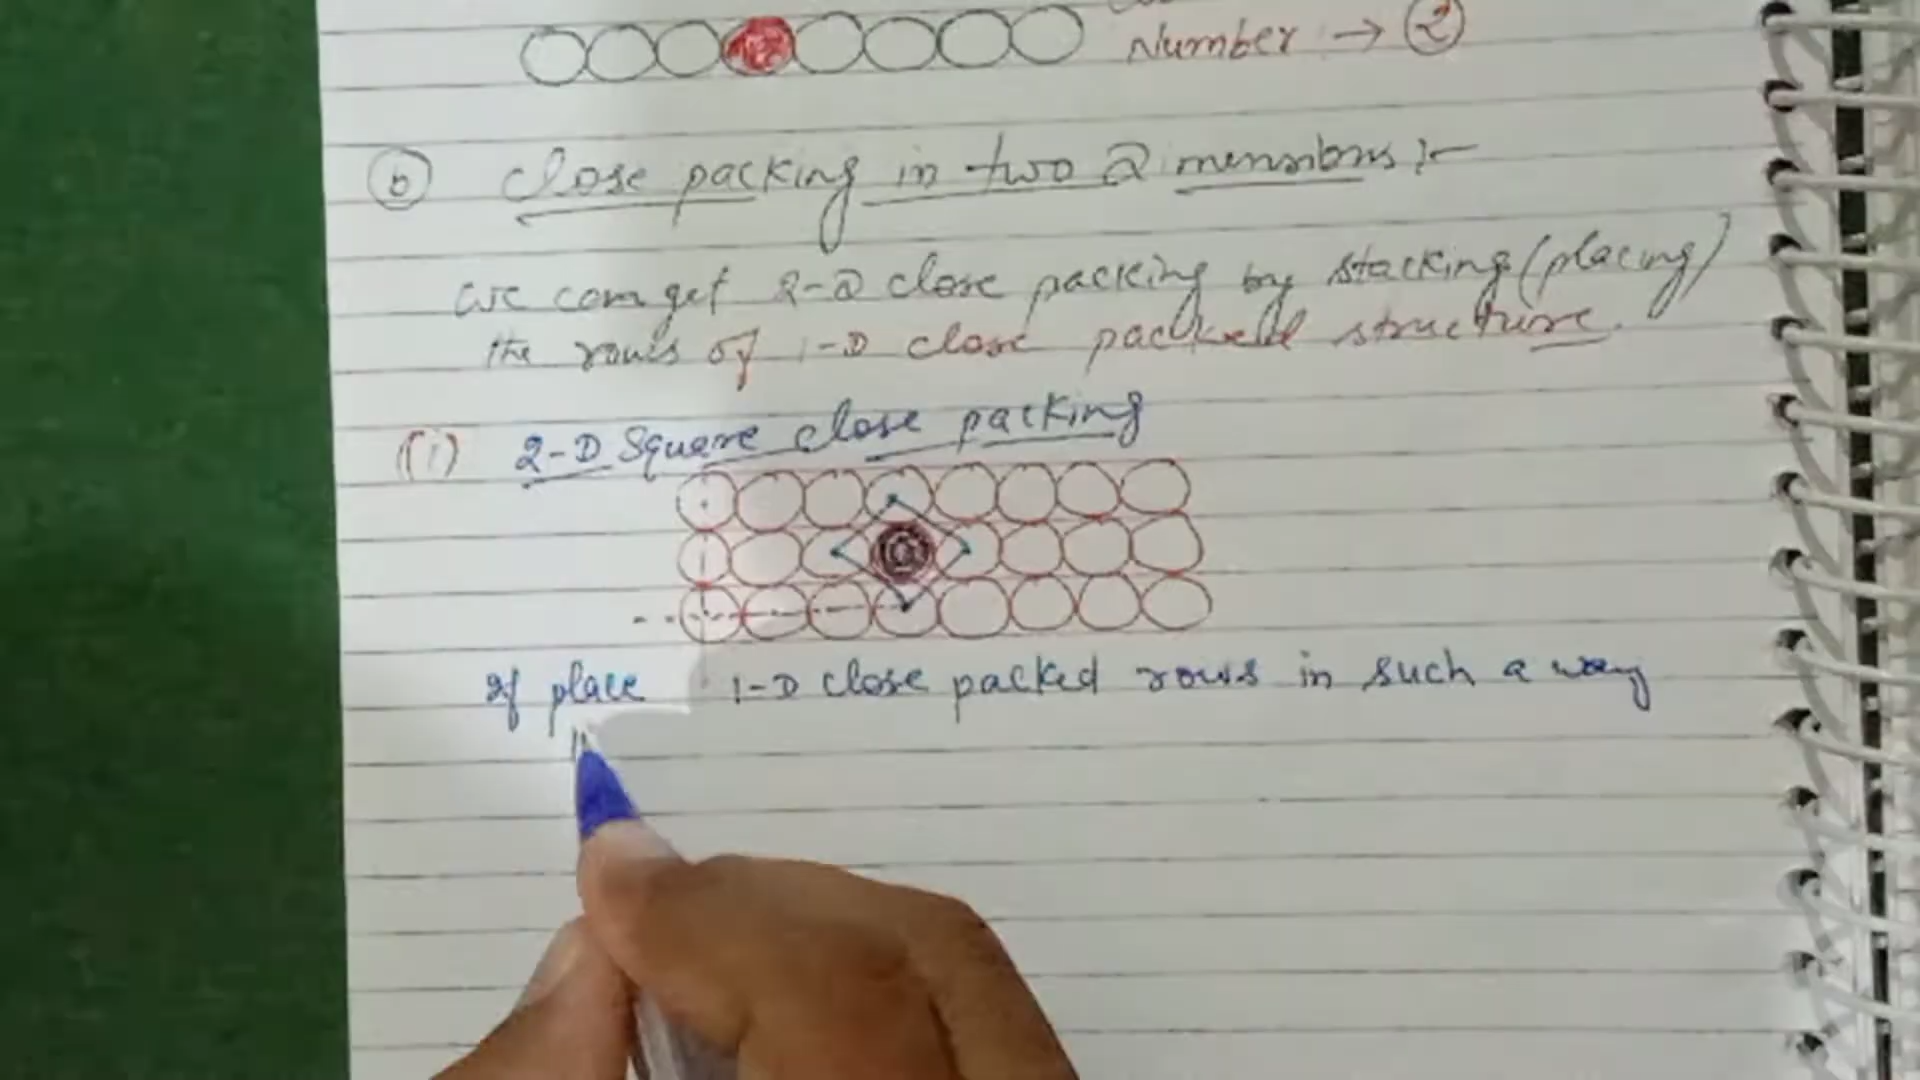 Number → 2
(b) close packing in two Dimensions :-
we can get 2-D close packing by stacking (placing)
the rows of 1-D close packed structure.
(i) 2-D Square close packing
If place 1-D close packed rows in such a way